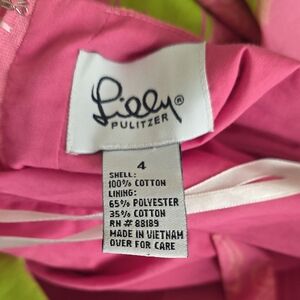 Lilly®
PULITZER
4
SHELL:
100% COTTON
LINING:
65% POLYESTER
35% COTTON
RN # 88189
MADE IN VIETNAM
OVER FOR CARE